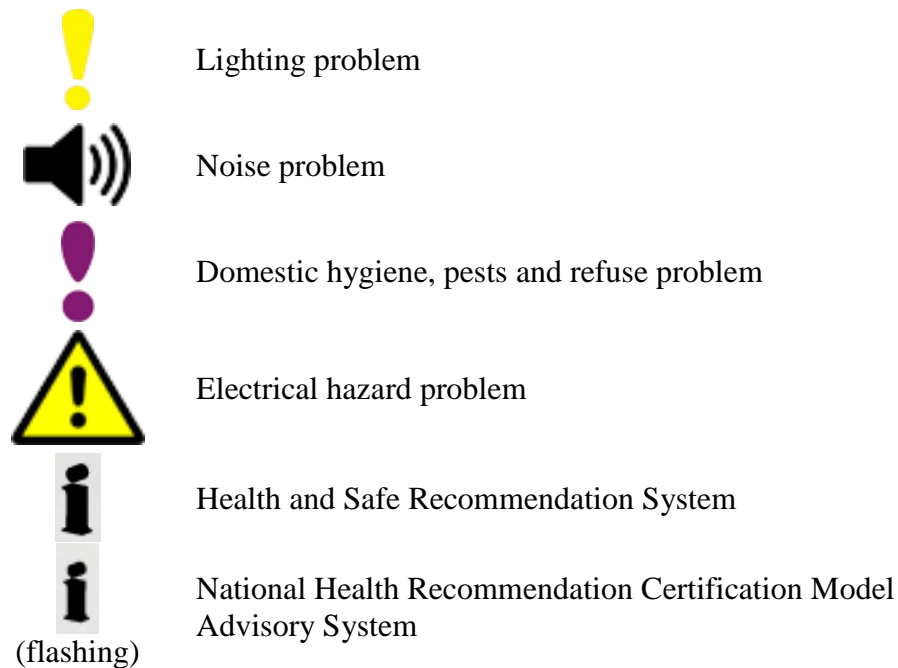 Lighting problem
Noise problem
Domestic hygiene, pests and refuse problem
Electrical hazard problem
Health and Safe Recommendation System
National Health Recommendation Certification Model
Advisory System
(flashing)